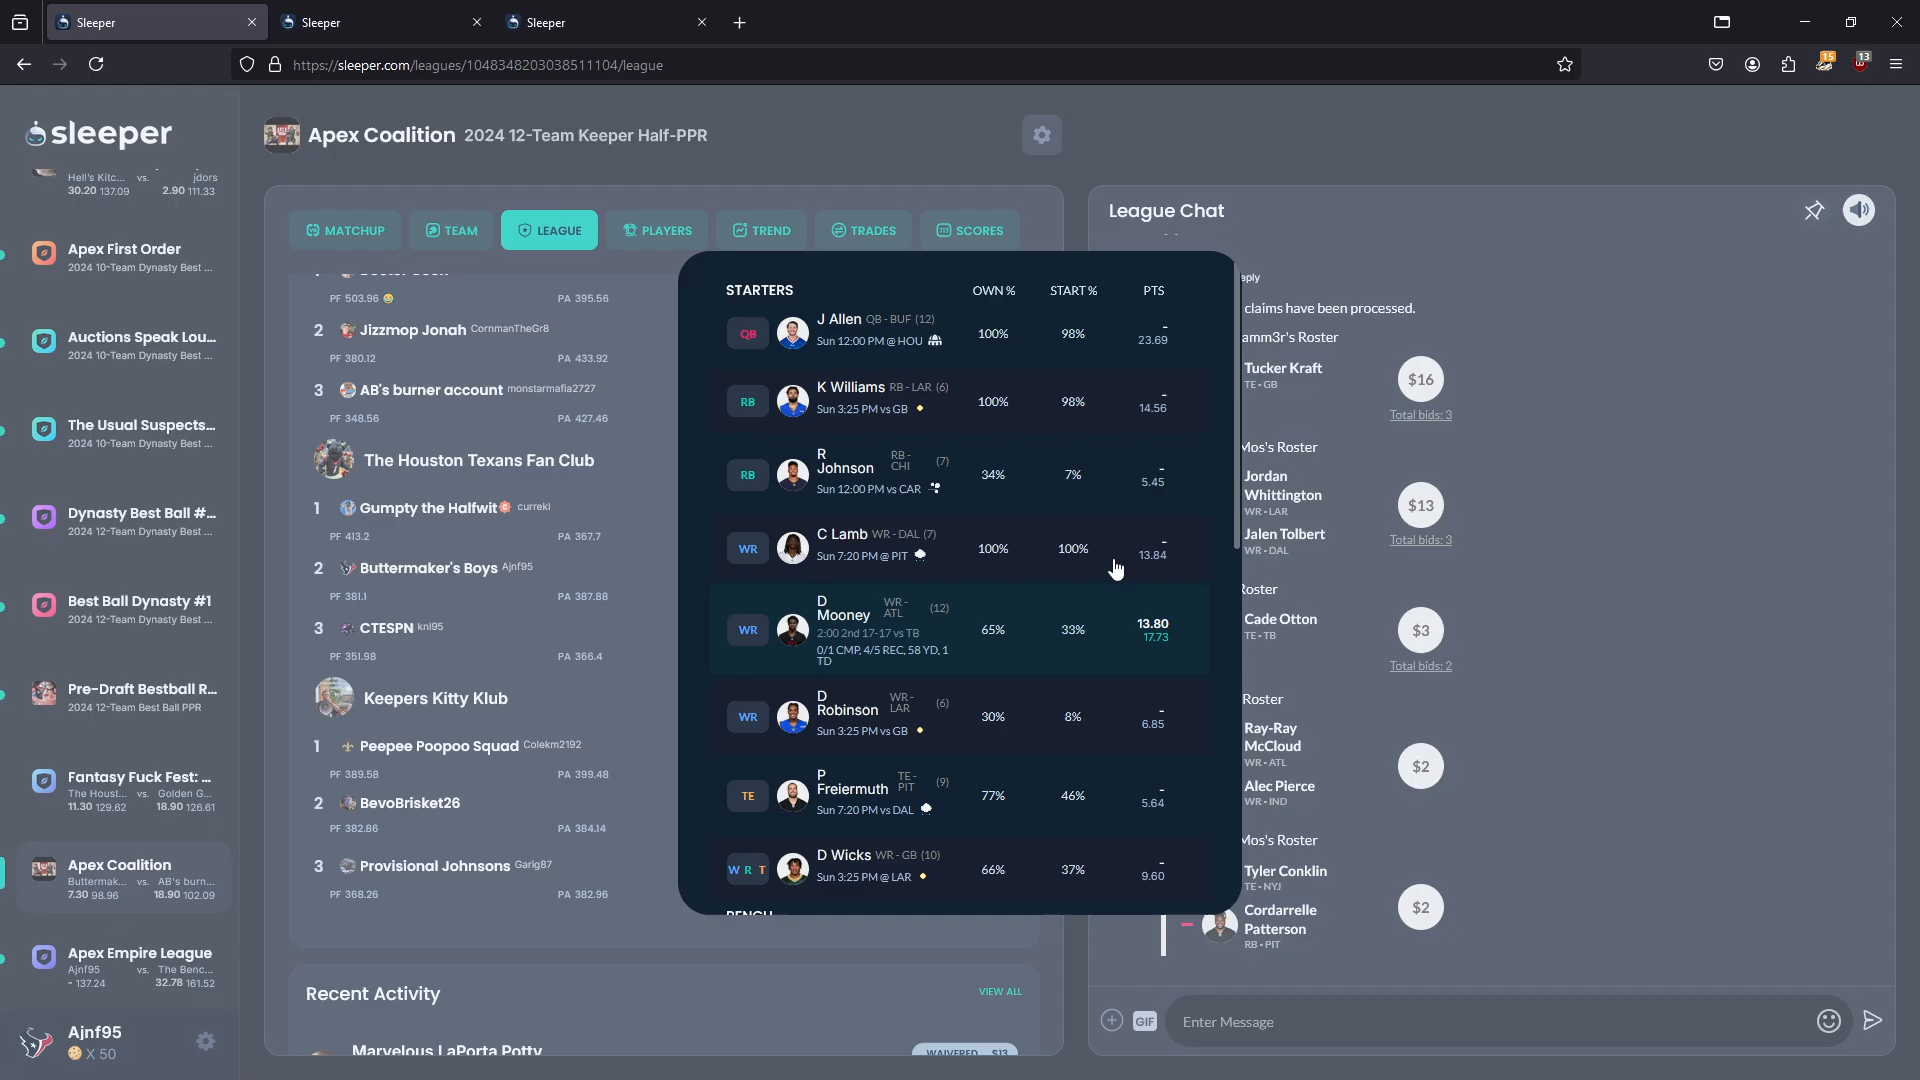 Sleeper
Sleeper
Sleeper
15
13
https://sleeper.com/leagues/1048348203038511104/league
sleeper
Hell's Kitc... vs. jdors
30.20 137.09 2.90 111.33
Apex First Order
2024 10-Team Dynasty Best ...
Auctions Speak Lou...
2024 10-Team Dynasty Best ...
The Usual Suspects...
2024 10-Team Dynasty Best ...
Dynasty Best Ball #...
2024 12-Team Dynasty Best ...
Best Ball Dynasty #1
2024 12-Team Dynasty Best ...
Pre-Draft Bestball R...
2024 12-Team Best Ball PPR
Fantasy Fuck Fest: ...
The Houst... vs. Golden G...
11.30 129.62 18.90 126.61
Apex Coalition
Buttermak... vs. AB's burn...
7.30 98.96 18.90 102.09
Apex Empire League
Ajnf95 vs. The Benc...
- 137.24 32.78 161.52
Ajnf95
X 50
Apex Coalition 2024 12-Team Keeper Half-PPR
MATCHUP TEAM LEAGUE PLAYERS TREND TRADES SCORES
PF 503.96 PA 395.56
2 Jizzmop Jonah CornmanTheGr8
PF 380.12 PA 433.92
3 AB's burner account monstarmafia2727
PF 348.56 PA 427.46
The Houston Texans Fan Club
1 Gumpty the Halfwit currekl
PF 413.2 PA 367.7
2 Buttermaker's Boys Ajnf95
PF 381.1 PA 387.88
3 CTESPN knl95
PF 351.98 PA 366.4
Keepers Kitty Klub
1 Peepee Poopoo Squad Colekm2192
PF 389.58 PA 399.48
2 BevoBrisket26
PF 382.86 PA 384.14
3 Provisional Johnsons Garlg87
PF 368.26 PA 382.96
Recent Activity VIEW ALL
Marvelous LaPorta Potty
WAIVERED $13
STARTERS OWN % START % PTS
QB J Allen QB - BUF (12) 100% 98% -
Sun 12:00 PM @ HOU 23.69
RB K Williams RB - LAR (6) 100% 98% -
Sun 3:25 PM vs GB 14.56
RB R Johnson RB - CHI (7) 34% 7% -
Sun 12:00 PM vs CAR 5.45
WR C Lamb WR - DAL (7) 100% 100% -
Sun 7:20 PM @ PIT 13.84
WR D Mooney WR - ATL (12) 65% 33% 13.80
2:00 2nd 17-17 vs TB 17.73
0/1 CMP, 4/5 REC, 58 YD, 1
TD
WR D Robinson WR - LAR (6) 30% 8% -
Sun 3:25 PM vs GB 6.85
TE P Freiermuth TE - PIT (9) 77% 46% -
Sun 7:20 PM vs DAL 5.64
W R T D Wicks WR - GB (10) 66% 37% -
Sun 3:25 PM @ LAR 9.60
BENCH
League Chat
eply
claims have been processed.
amm3r's Roster
Tucker Kraft
TE - GB
$16
Total bids: 3
Mos's Roster
Jordan
Whittington
WR - LAR
Jalen Tolbert
WR - DAL
$13
Total bids: 3
Roster
Cade Otton
TE - TB
$3
Total bids: 2
Roster
Ray-Ray
McCloud
WR - ATL
Alec Pierce
WR - IND
$2
Mos's Roster
Tyler Conklin
TE - NYJ
Cordarrelle
Patterson
RB - PIT
$2
GIF
Enter Message